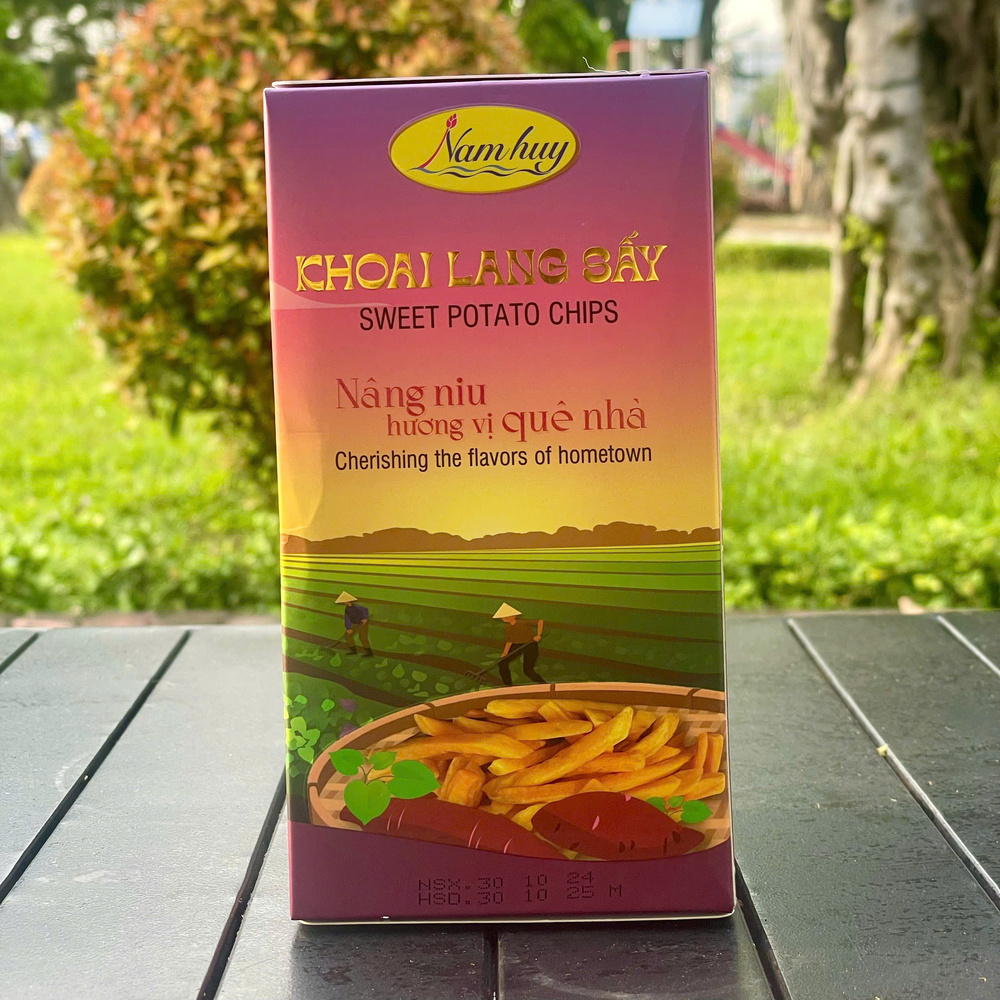 Nam huy
KHOAI LANG SẤY
SWEET POTATO CHIPS
Nâng niu
hương vị quê nhà
Cherishing the flavors of hometown
NSX.30 10 24
HSD.30 10 25 M